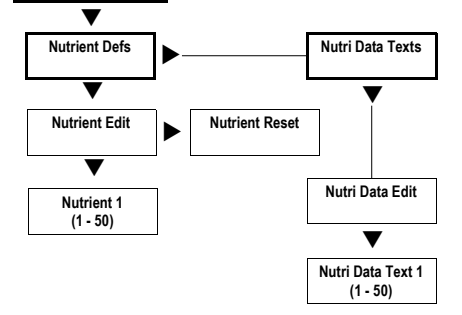 Nutrient Defs
Nutri Data Texts
Nutrient Edit
Nutrient Reset
Nutri Data Edit
Nutrient 1
(1 - 50)
Nutri Data Text 1
(1 - 50)